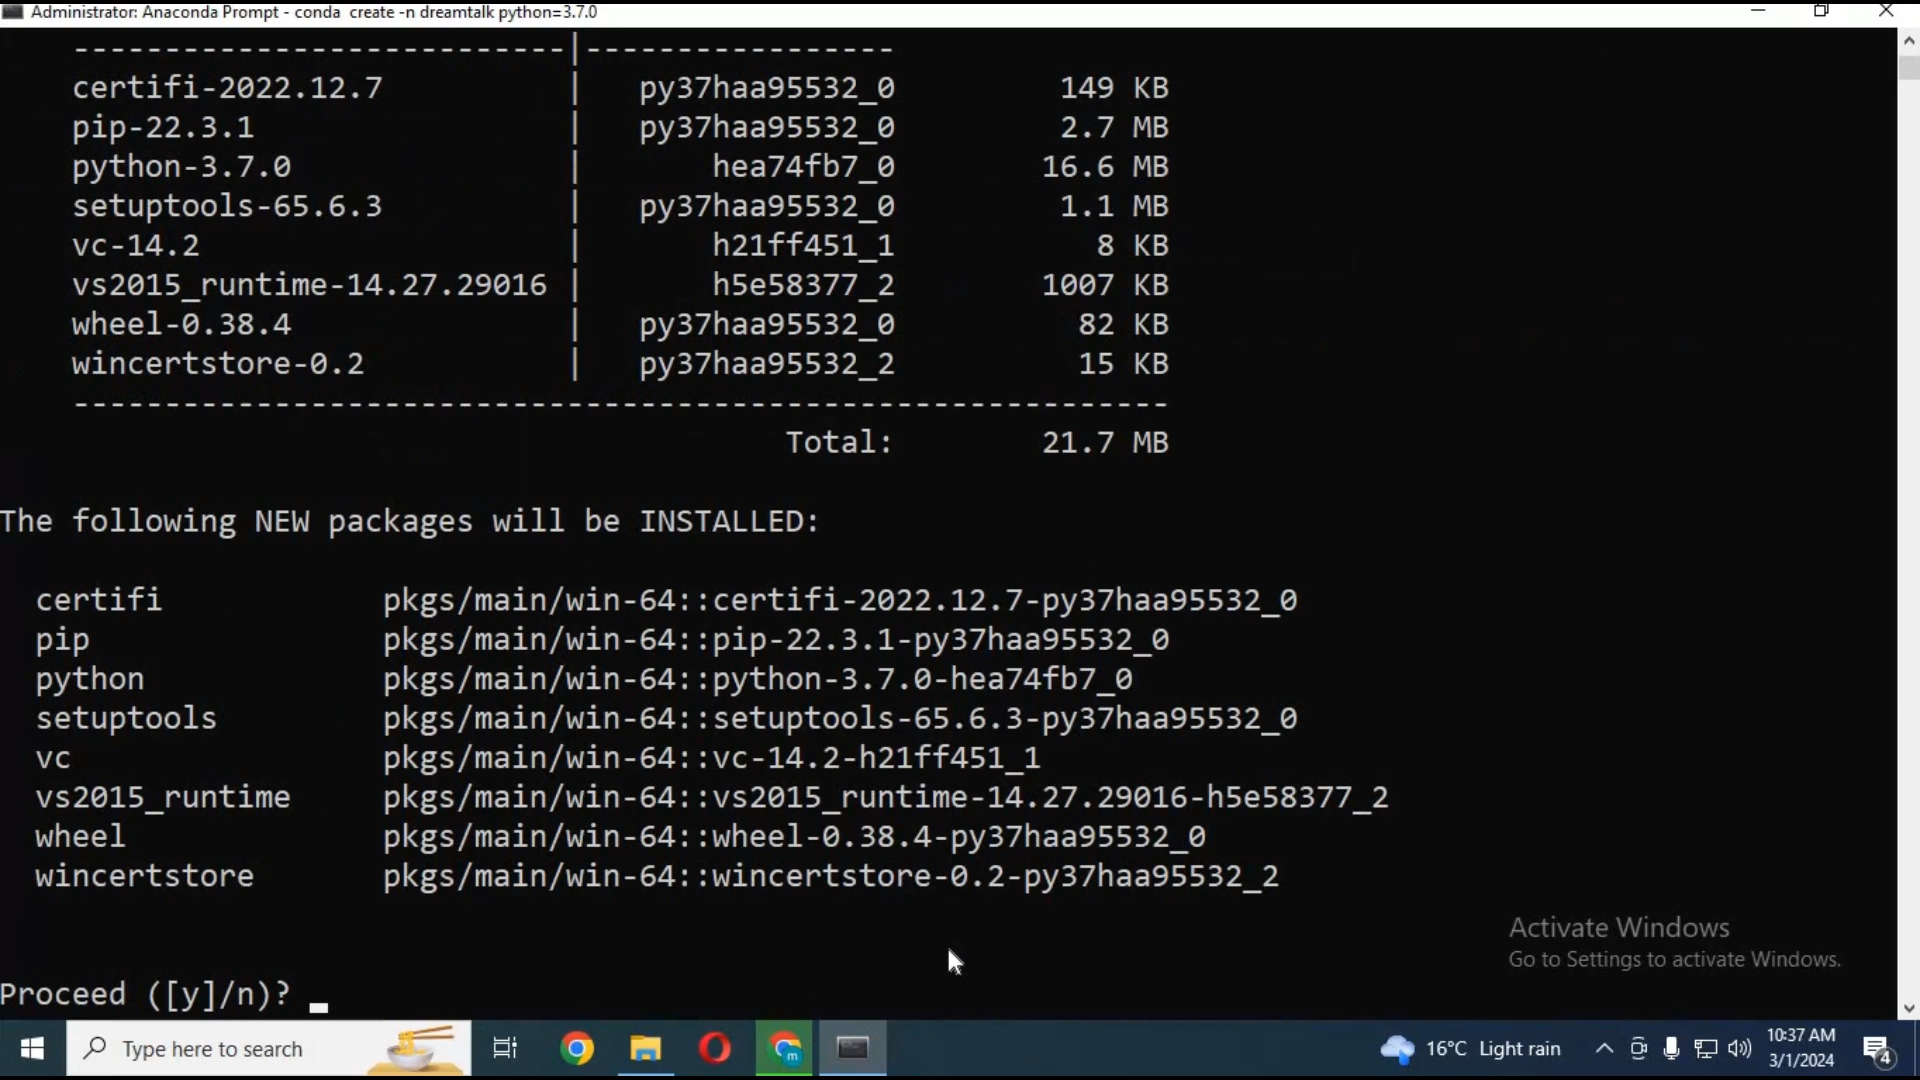 Administrator: Anaconda Prompt - conda  create -n dreamtalk python=3.7.0
---------------------------|-----------------
certifi-2022.12.7          |   py37haa95532_0         149 KB
pip-22.3.1                 |   py37haa95532_0         2.7 MB
python-3.7.0               |       hea74fb7_0        16.6 MB
setuptools-65.6.3          |   py37haa95532_0         1.1 MB
vc-14.2                    |       h21ff451_1           8 KB
vs2015_runtime-14.27.29016 |       h5e58377_2        1007 KB
wheel-0.38.4               |   py37haa95532_0          82 KB
wincertstore-0.2           |   py37haa95532_2          15 KB
------------------------------------------------------------
Total:        21.7 MB
The following NEW packages will be INSTALLED:
certifi            pkgs/main/win-64::certifi-2022.12.7-py37haa95532_0
pip                pkgs/main/win-64::pip-22.3.1-py37haa95532_0
python             pkgs/main/win-64::python-3.7.0-hea74fb7_0
setuptools         pkgs/main/win-64::setuptools-65.6.3-py37haa95532_0
vc                 pkgs/main/win-64::vc-14.2-h21ff451_1
vs2015_runtime     pkgs/main/win-64::vs2015_runtime-14.27.29016-h5e58377_2
wheel              pkgs/main/win-64::wheel-0.38.4-py37haa95532_0
wincertstore       pkgs/main/win-64::wincertstore-0.2-py37haa95532_2
Activate Windows
Go to Settings to activate Windows.
Proceed ([y]/n)?
Type here to search
m
16°C Light rain
10:37 AM
3/1/2024
4